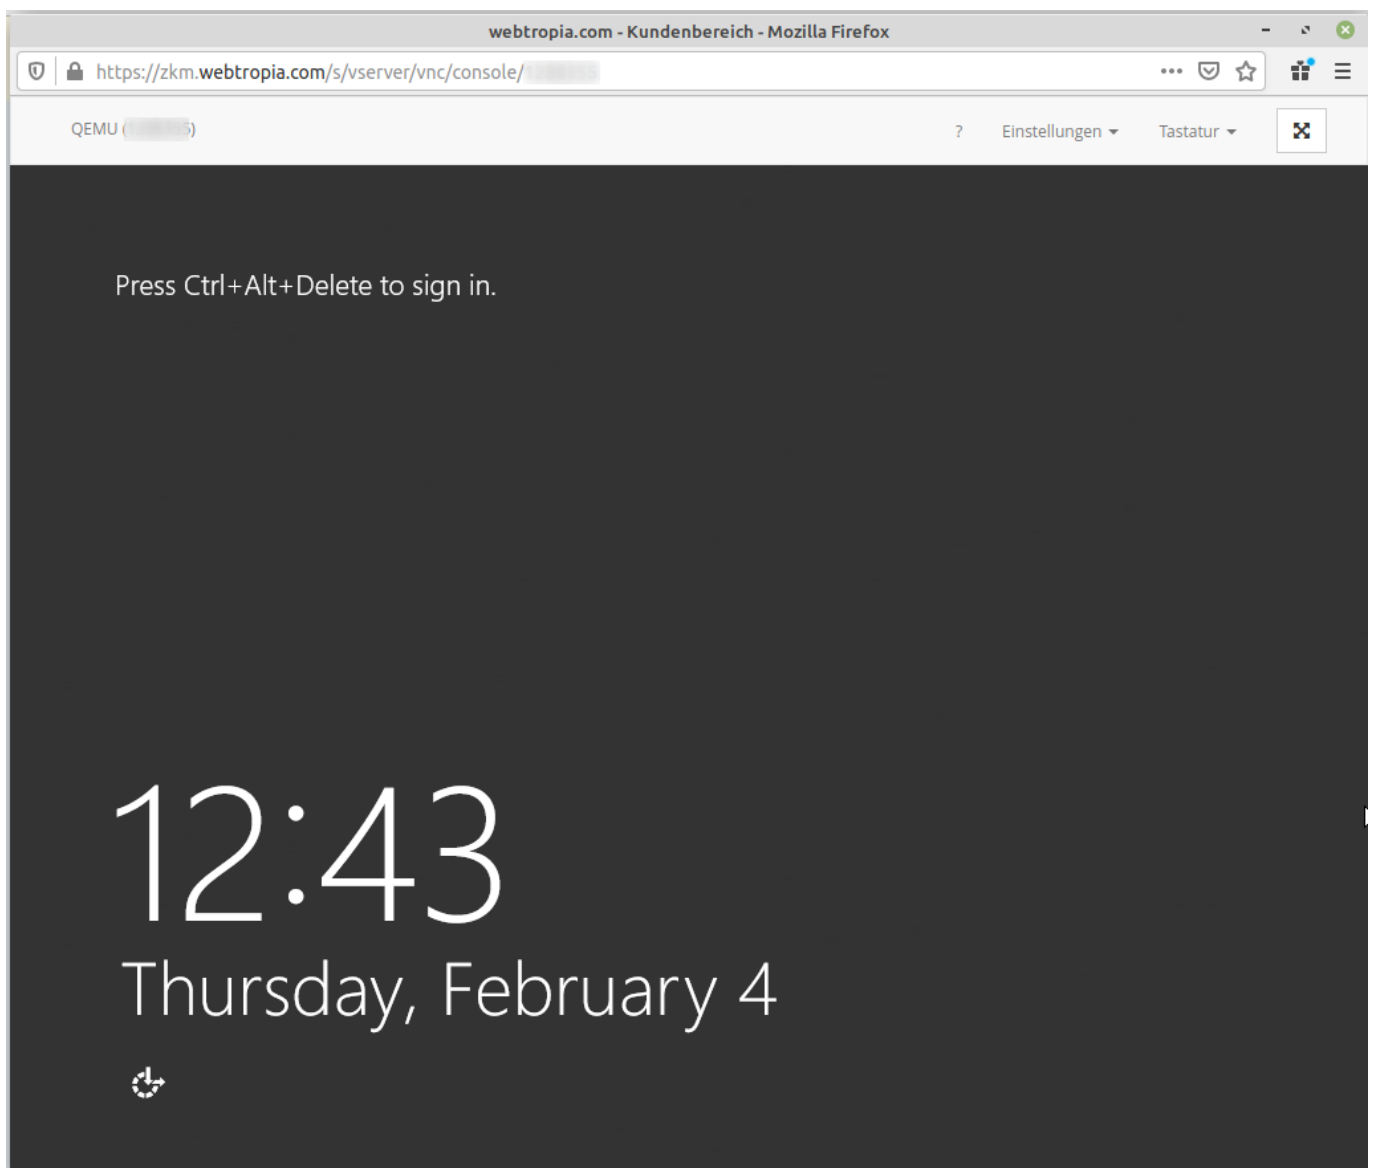 webtropia.com - Kundenbereich - Mozilla Firefox
https://zkm.webtropia.com/s/vserver/vnc/console/
QEMU ( 5)
? Einstellungen Tastatur
Press Ctrl+Alt+Delete to sign in.
12:43
Thursday, February 4